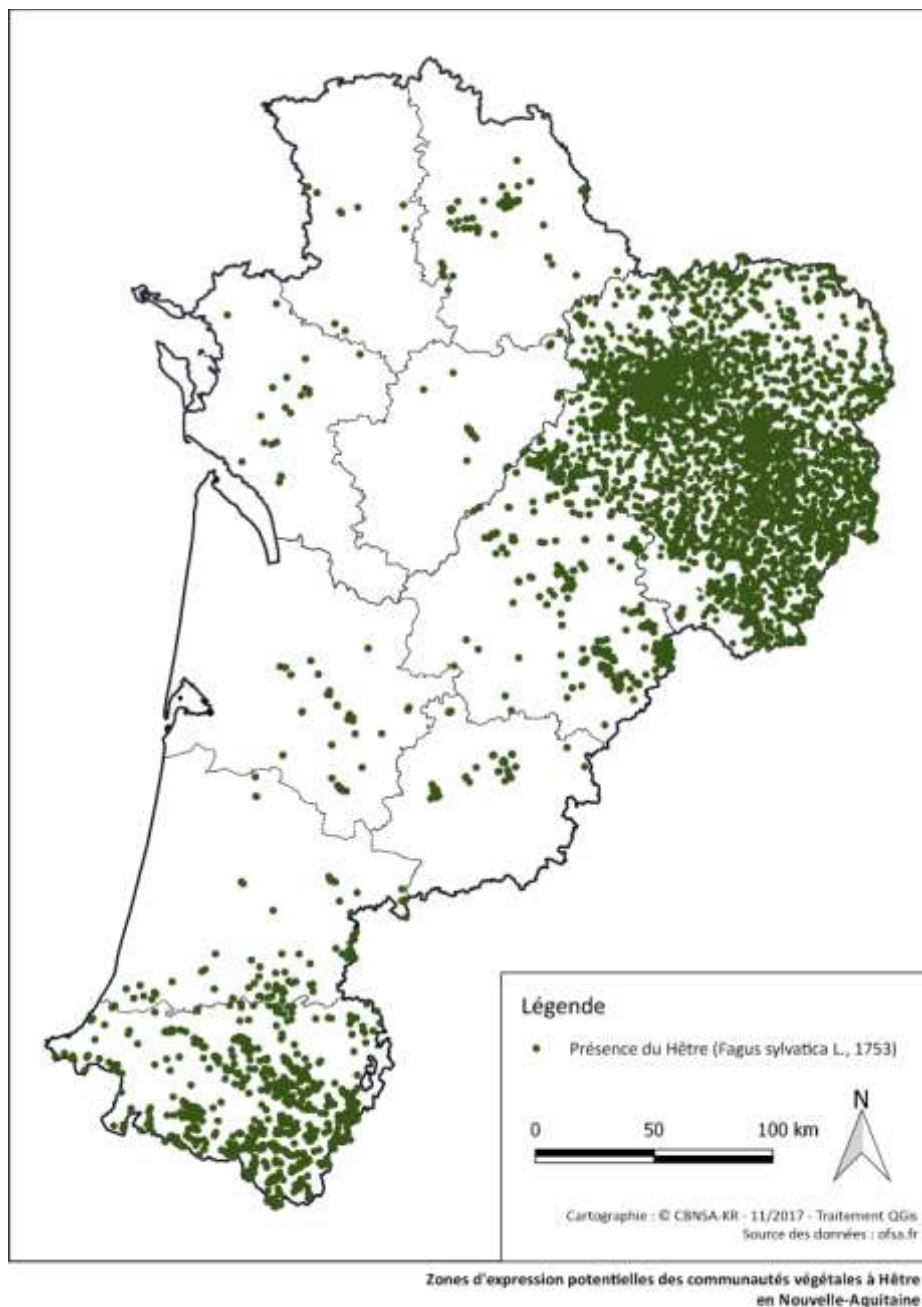 Légende
Présence du Hêtre (Fagus sylvatica L., 1753)
N
0 50 100 km
Cartographie : © CBNSA-KR - 11/2017 - Traitement QGis
Source des données : ofsa.fr
Zones d'expression potentielles des communautés végétales à Hêtre
en Nouvelle-Aquitaine